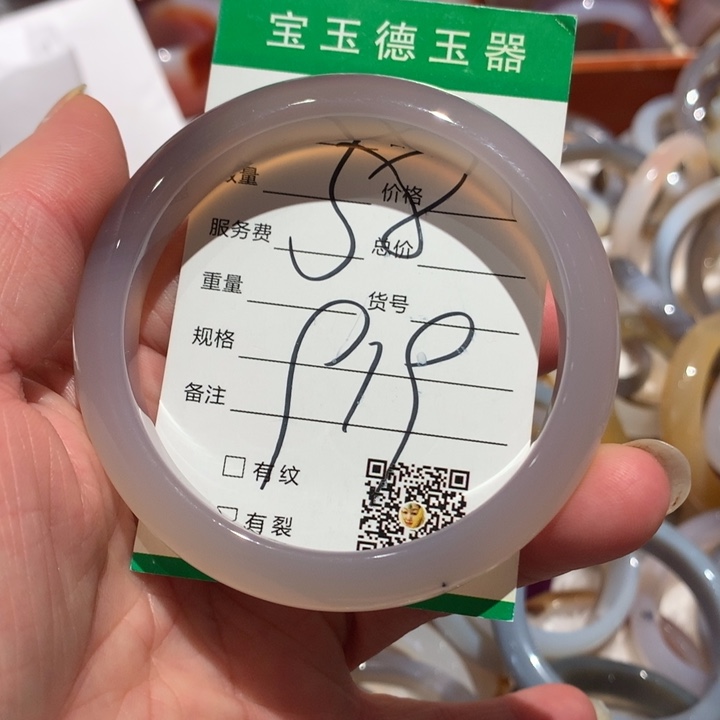 宝玉德玉器
量 价格
58
服务费 总价
重量 货号
规格
备注
□ 有纹
有裂